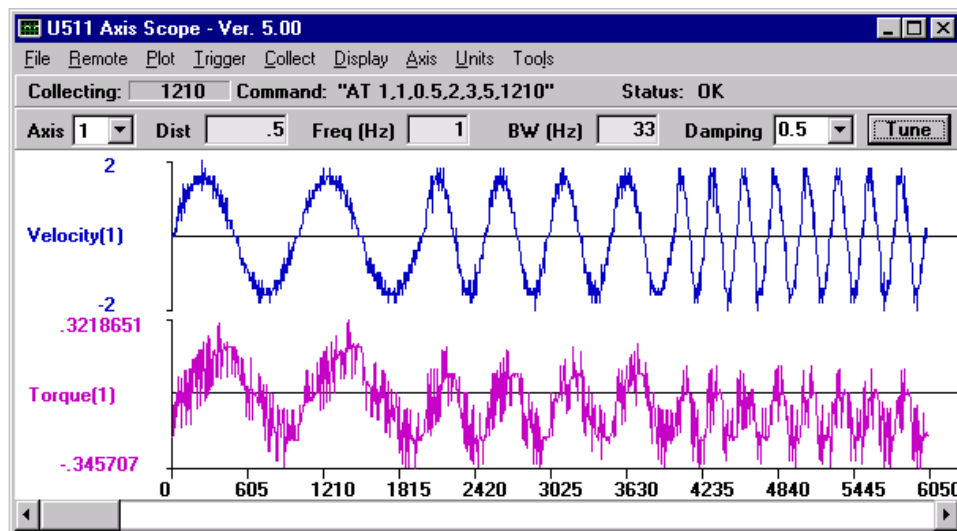 U511 Axis Scope - Ver. 5.00
File Remote Plot Trigger Collect Display Axis Units Tools
Collecting: 1210 Command: "AT 1,1,0.5,2,3,5,1210" Status: OK
Axis 1 Dist .5 Freq (Hz) 1 BW (Hz) 33 Damping 0.5 Tune
2
Velocity(1)
-2
.3218651
Torque(1)
-.345707
0 605 1210 1815 2420 3025 3630 4235 4840 5445 6050